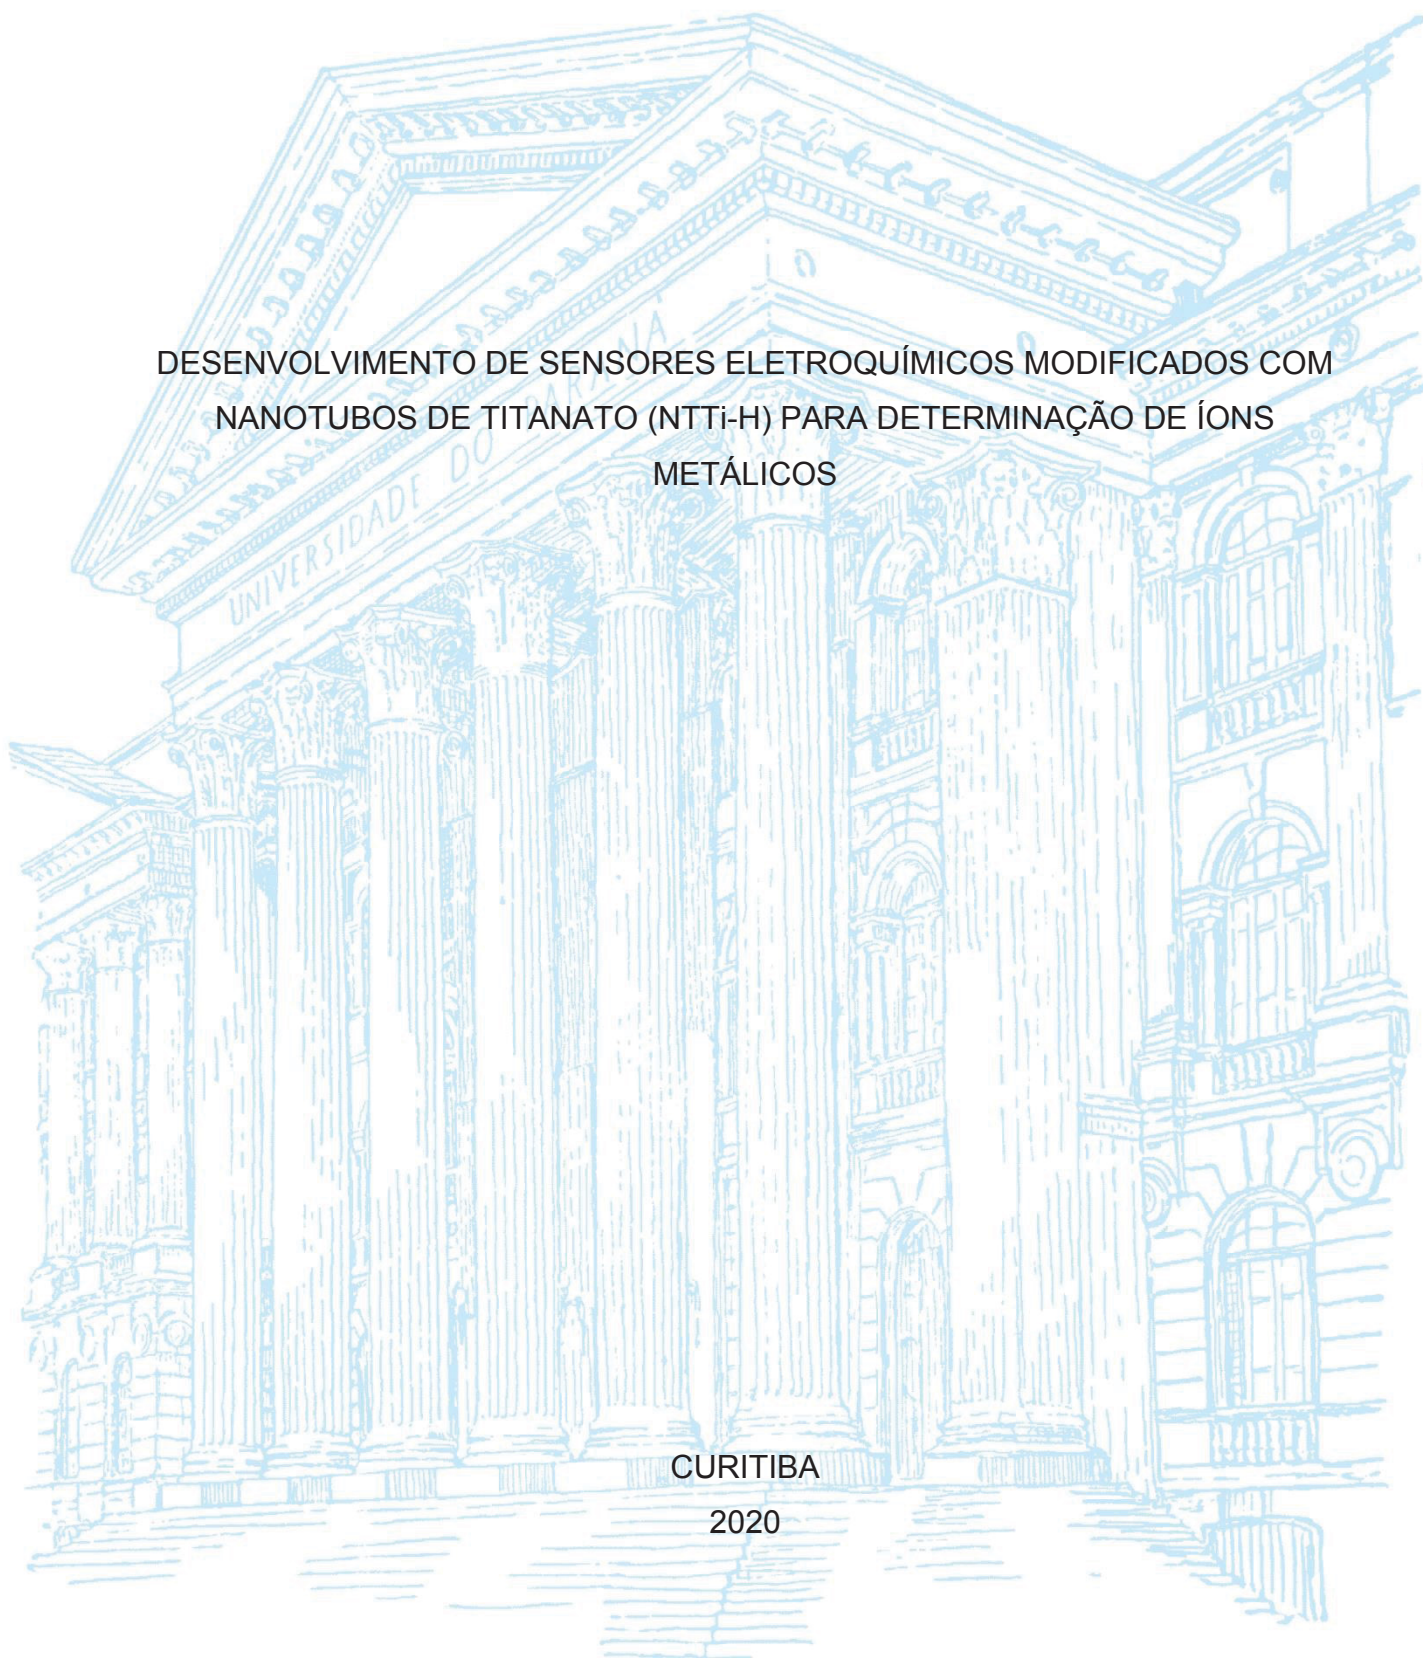 DESENVOLVIMENTO DE SENSORES ELETROQUÍMICOS MODIFICADOS COM
NANOTUBOS DE TITANATO (NTTi-H) PARA DETERMINAÇÃO DE ÍONS
METÁLICOS
UNIVERSIDADE DO PARANÁ
CURITIBA
2020